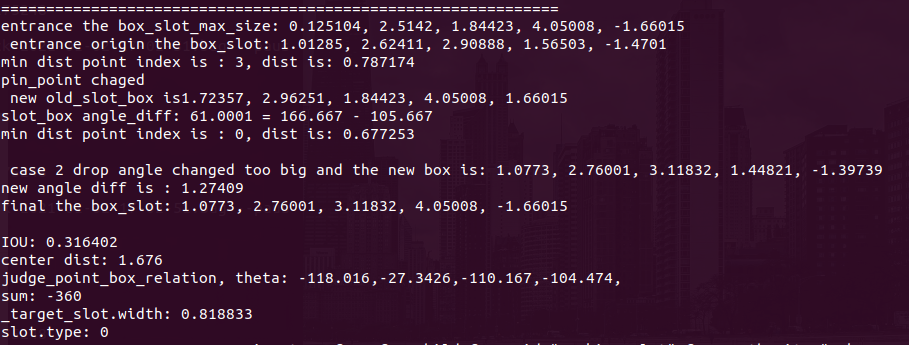 ==============================================================
entrance the box_slot_max_size: 0.125104, 2.5142, 1.84423, 4.05008, -1.66015
entrance origin the box_slot: 1.01285, 2.62411, 2.90888, 1.56503, -1.4701
min dist point index is : 3, dist is: 0.787174
pin_point chaged
new old_slot_box is1.72357, 2.96251, 1.84423, 4.05008, 1.66015
slot_box angle_diff: 61.0001 = 166.667 - 105.667
min dist point index is : 0, dist is: 0.677253
case 2 drop angle changed too big and the new box is: 1.0773, 2.76001, 3.11832, 1.44821, -1.39739
new angle diff is : 1.27409
final the box_slot: 1.0773, 2.76001, 3.11832, 4.05008, -1.66015
IOU: 0.316402
center dist: 1.676
judge_point_box_relation, theta: -118.016,-27.3426,-110.167,-104.474,
sum: -360
_target_slot.width: 0.818833
slot.type: 0